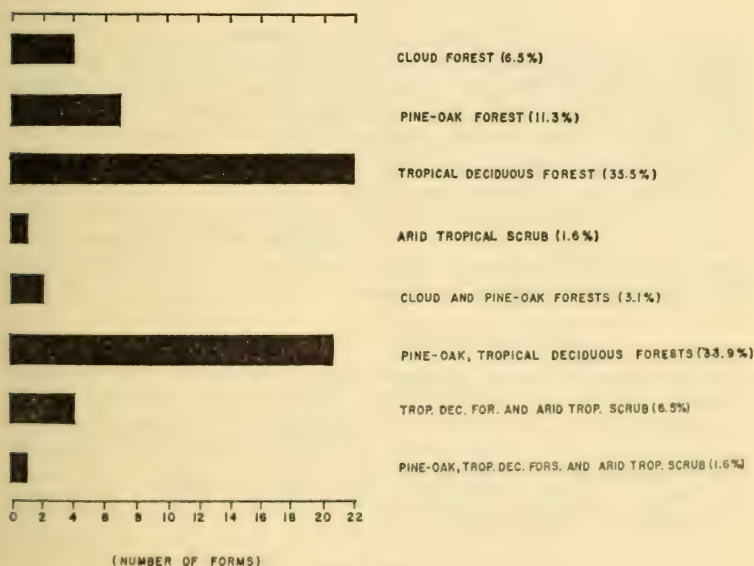 CLOUD FOREST (6.5%)
PINE-OAK FOREST (11.3%)
TROPICAL DECIDUOUS FOREST (35.5%)
ARID TROPICAL SCRUB (1.6%)
CLOUD AND PINE-OAK FORESTS (3.1%)
PINE-OAK, TROPICAL DECIDUOUS FORESTS (33.9%)
TROP. DEC. FOR. AND ARID TROP. SCRUB (6.5%)
PINE-OAK, TROP. DEC. FORS. AND ARID TROP. SCRUB (1.6%)
0 2 4 6 8 10 12 14 16 18 20 22
(NUMBER OF FORMS)